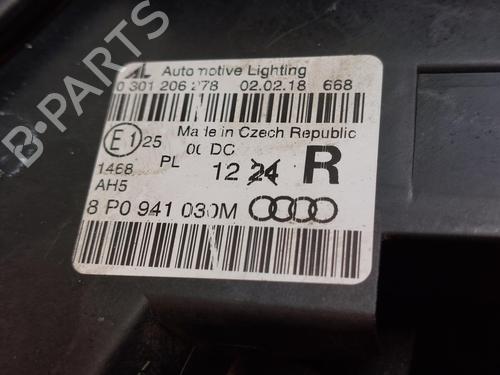 AL Automotive Lighting
0 301 206 278 02.02.18 668
Made in Czech Republic
E1 25 00 DC
1468 PL 12 24 R
AH5
8 P0 941 030M
B-PARTS